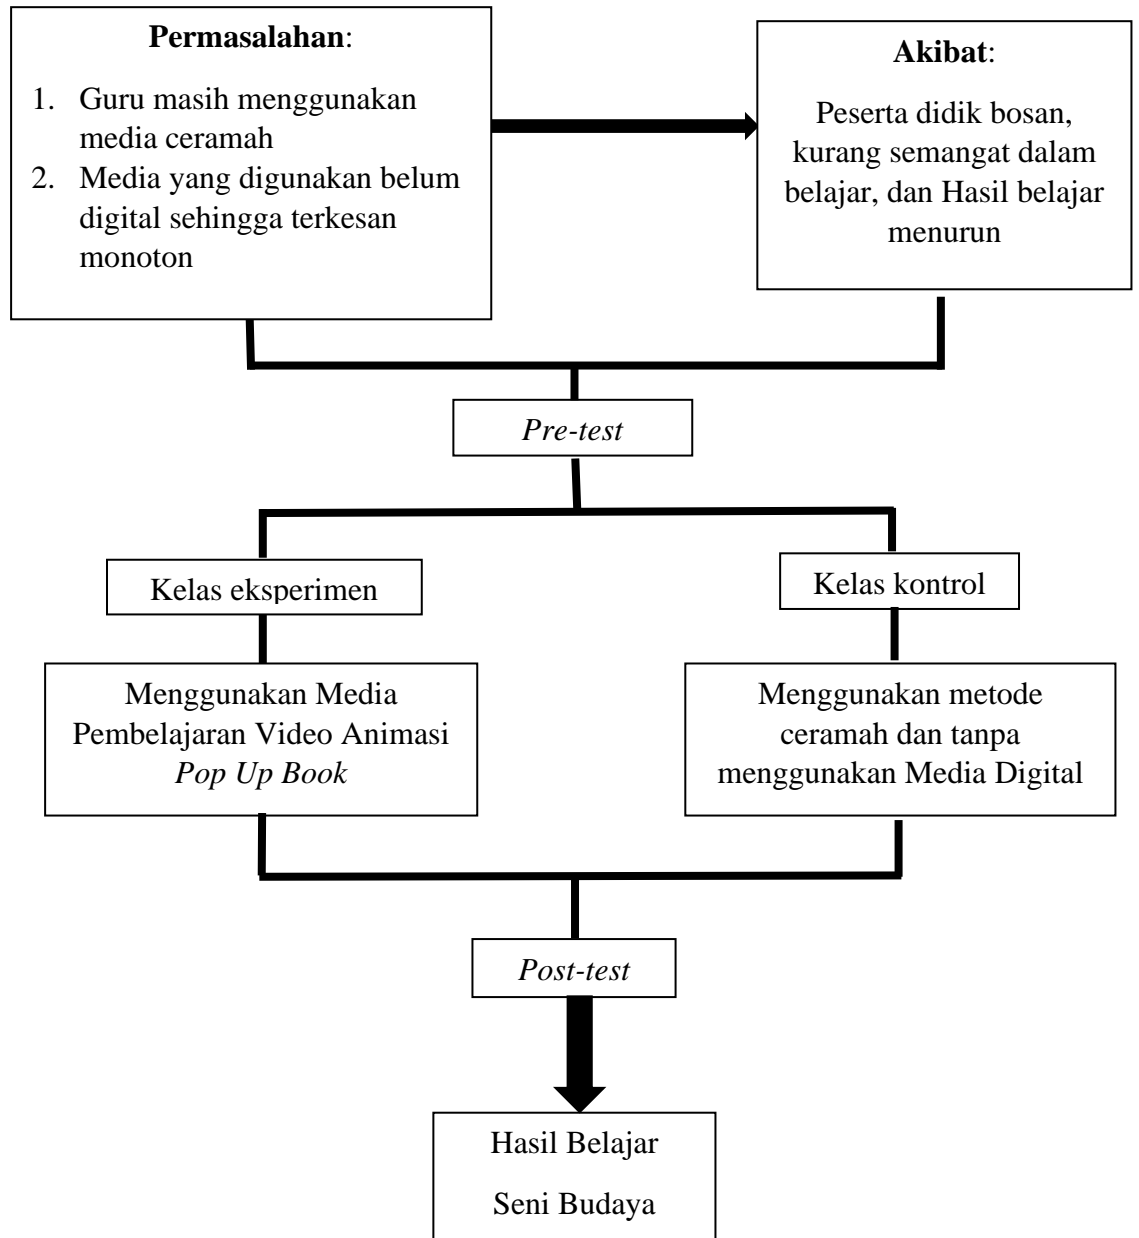 Permasalahan:
1. Guru masih menggunakan
media ceramah
2. Media yang digunakan belum
digital sehingga terkesan
monoton
Akibat:
Peserta didik bosan,
kurang semangat dalam
belajar, dan Hasil belajar
menurun
Pre-test
Kelas eksperimen
Kelas kontrol
Menggunakan Media
Pembelajaran Video Animasi
Pop Up Book
Menggunakan metode
ceramah dan tanpa
menggunakan Media Digital
Post-test
Hasil Belajar
Seni Budaya